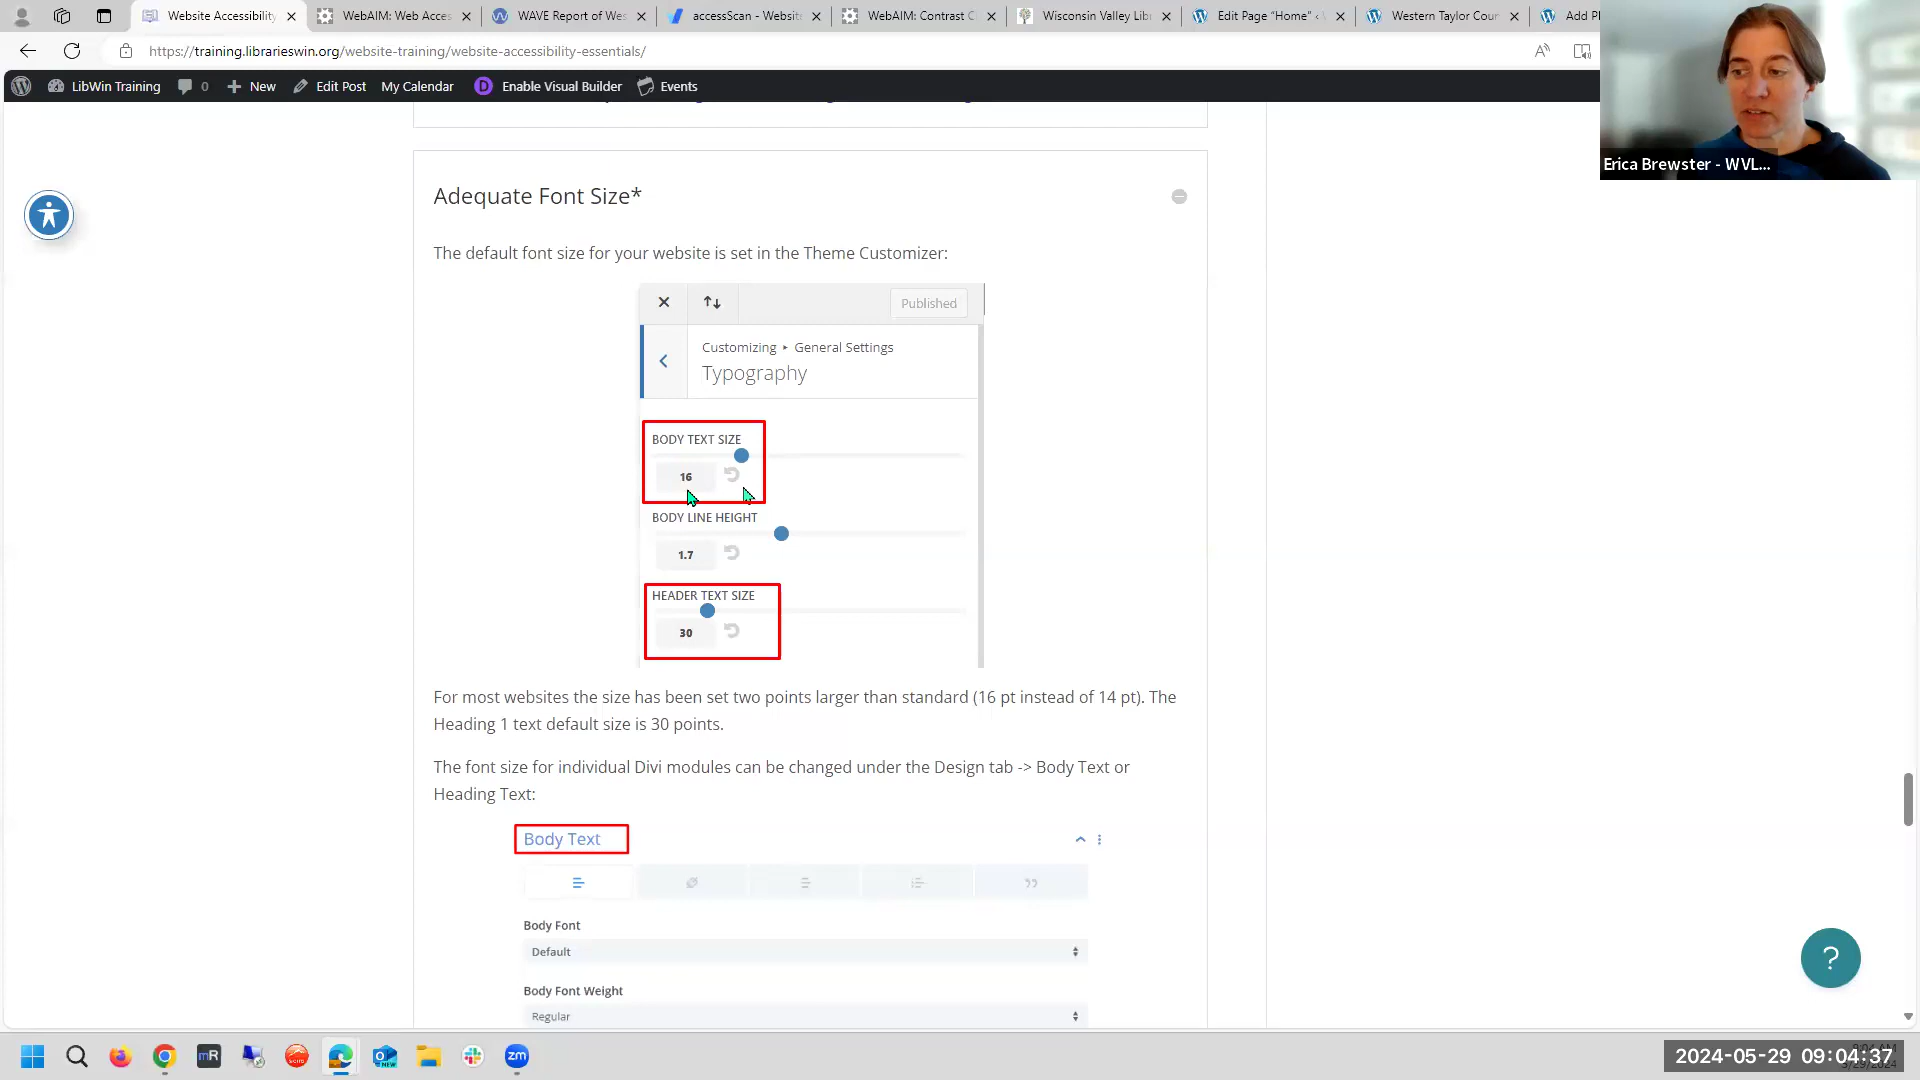 Website Accessibility
WebAIM: Web Acces
WAVE Report of Wes
accessScan - Website
WebAIM: Contrast C
Wisconsin Valley Lib
Edit Page "Home" ‹
Western Taylor Coun
Add Pl
https://training.librarieswin.org/website-training/website-accessibility-essentials/
LibWin Training
0
New
Edit Post
My Calendar
D
Enable Visual Builder
Events
Erica Brewster - WVL...
Adequate Font Size*
The default font size for your website is set in the Theme Customizer:
Published
Customizing ▸ General Settings
Typography
BODY TEXT SIZE
16
BODY LINE HEIGHT
1.7
HEADER TEXT SIZE
30
For most websites the size has been set two points larger than standard (16 pt instead of 14 pt). The
Heading 1 text default size is 30 points.
The font size for individual Divi modules can be changed under the Design tab -> Body Text or
Heading Text:
Body Text
Body Font
Default
Body Font Weight
Regular
?
mR
zm
2024-05-29 09:04:37